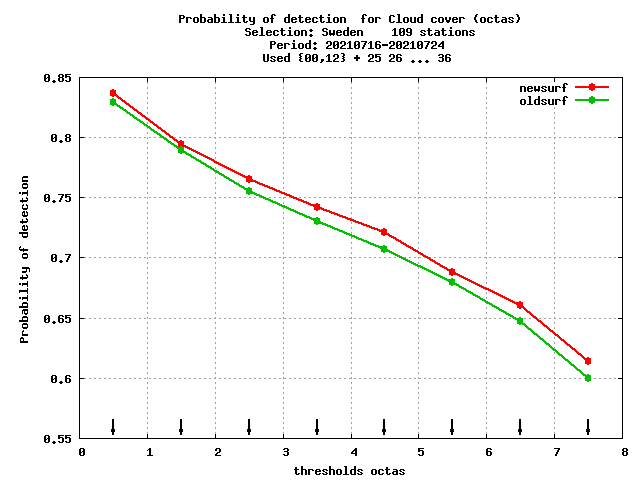 Probability of detection  for Cloud cover (octas)
Selection: Sweden    109 stations
Period: 20210716-20210724
Used {00,12} + 25 26 ... 36
newsurf
oldsurf
0.85
0.8
0.75
0.7
0.65
0.6
0.55
Probability of detection
0 1 2 3 4 5 6 7 8
thresholds octas